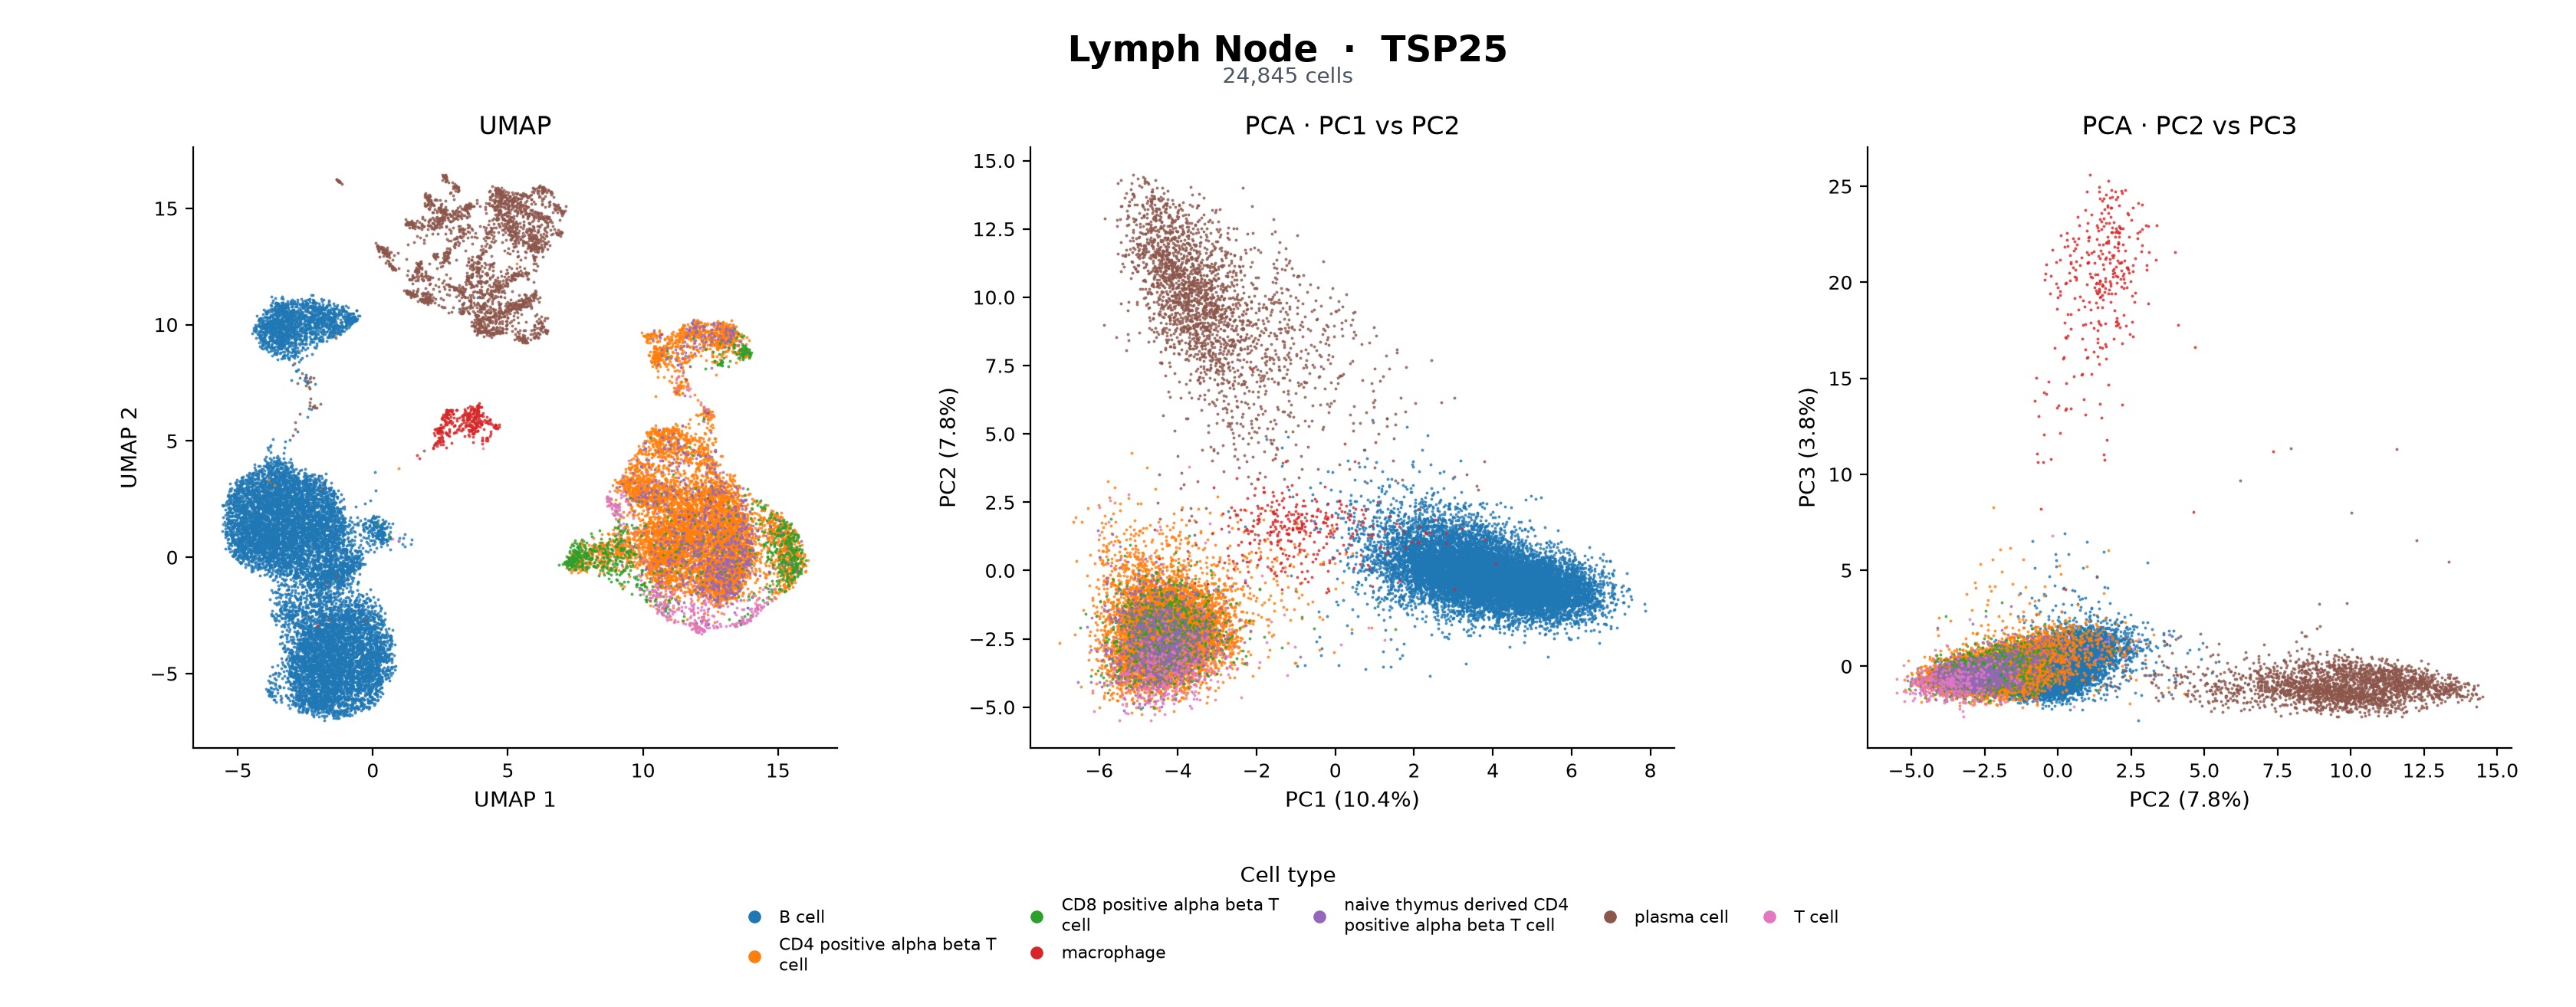 Lymph Node · TSP25
24,845 cells
UMAP
15
10
5
0
−5
−5
0
5
10
15
UMAP 2
UMAP 1
PCA · PC1 vs PC2
15.0
12.5
10.0
7.5
5.0
2.5
0.0
−2.5
−5.0
−6
−4
−2
0
2
4
6
8
PC2 (7.8%)
PC1 (10.4%)
PCA · PC2 vs PC3
25
20
15
10
5
0
−5.0
−2.5
0.0
2.5
5.0
7.5
10.0
12.5
15.0
PC3 (3.8%)
PC2 (7.8%)
Cell type
B cell
CD4 positive alpha beta T
cell
CD8 positive alpha beta T
cell
macrophage
naive thymus derived CD4
positive alpha beta T cell
plasma cell
T cell